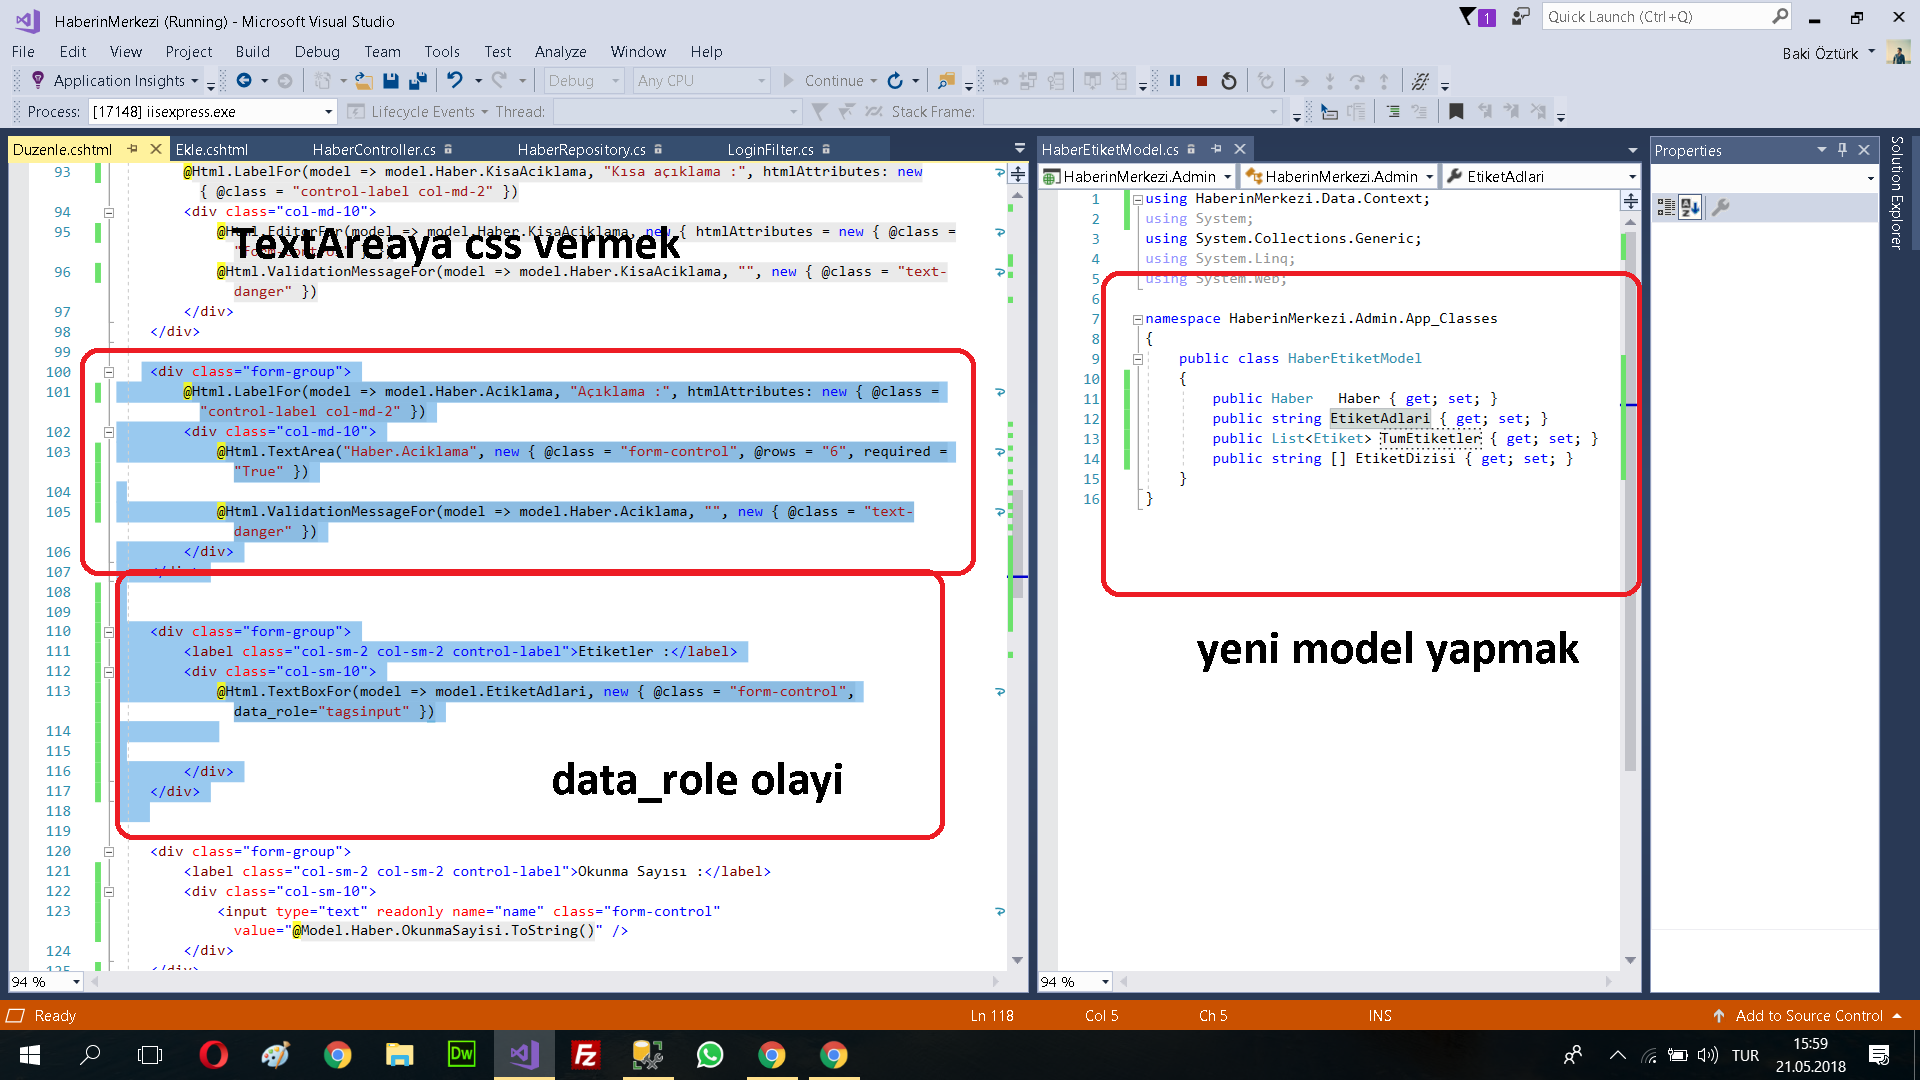 HaberinMerkezi (Running) - Microsoft Visual Studio
1
Quick Launch (Ctrl+Q)
File Edit View Project Build Debug Team Tools Test Analyze Window Help
Baki Öztürk
Application Insights
Debug
Any CPU
Continue
Process: [17148] iisexpress.exe
Lifecycle Events
Thread:
Stack Frame:
Duzenle.cshtml Ekle.cshtml HaberController.cs HaberRepository.cs LoginFilter.cs
93 @Html.LabelFor(model => model.Haber.KisaAciklama, "Kısa açıklama :", htmlAttributes: new
{ @class = "control-label col-md-2" })
94 <div class="col-md-10">
95 @Html.EditorFor(model => model.Haber.KisaAciklama, new { htmlAttributes = new { @class =
TextAreaya css vermek
96 @Html.ValidationMessageFor(model => model.Haber.KisaAciklama, "", new { @class = "text-
danger" })
97 </div>
98 </div>
99
100 <div class="form-group">
101 @Html.LabelFor(model => model.Haber.Aciklama, "Açıklama :", htmlAttributes: new { @class =
"control-label col-md-2" })
102 <div class="col-md-10">
103 @Html.TextArea("Haber.Aciklama", new { @class = "form-control", @rows = "6", required =
"True" })
104
105 @Html.ValidationMessageFor(model => model.Haber.Aciklama, "", new { @class = "text-
danger" })
106 </div>
107 </div>
108
109
110 <div class="form-group">
111 <label class="col-sm-2 col-sm-2 control-label">Etiketler :</label>
112 <div class="col-sm-10">
113 @Html.TextBoxFor(model => model.EtiketAdlari, new { @class = "form-control",
data_role="tagsinput" })
114
115
116 </div>
117 </div>
118
data_role olayi
119
120 <div class="form-group">
121 <label class="col-sm-2 col-sm-2 control-label">Okunma Sayısı :</label>
122 <div class="col-sm-10">
123 <input type="text" readonly name="name" class="form-control"
value="@Model.Haber.OkunmaSayisi.ToString()" />
124 </div>
125 </div>
94 %
HaberEtiketModel.cs
HaberinMerkezi.Admin HaberinMerkezi.Admin EtiketAdlari
1 using HaberinMerkezi.Data.Context;
2 using System;
3 using System.Collections.Generic;
4 using System.Linq;
5 using System.Web;
6
7 namespace HaberinMerkezi.Admin.App_Classes
8 {
9 public class HaberEtiketModel
10 {
11 public Haber Haber { get; set; }
12 public string EtiketAdlari { get; set; }
13 public List<Etiket> TumEtiketler { get; set; }
14 public string [] EtiketDizisi { get; set; }
15 }
16 }
yeni model yapmak
94 %
Properties
Solution Explorer
Ready
Ln 118
Col 5
Ch 5
INS
Add to Source Control
Dw
Fz
TUR
15:59
21.05.2018